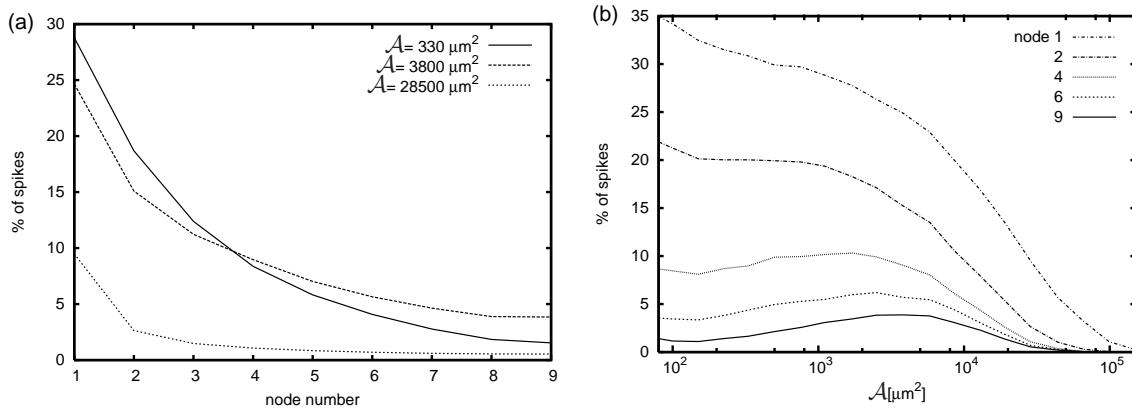 (a)
30
25
20
15
10
5
0
% of spikes
𝒜= 330 μm²
𝒜= 3800 μm²
𝒜= 28500 μm²
1 2 3 4 5 6 7 8 9
node number
(b)
35
30
25
20
15
10
5
0
% of spikes
node 1
2
4
6
9
10² 10³ 10⁴ 10⁵
𝒜[μm²]